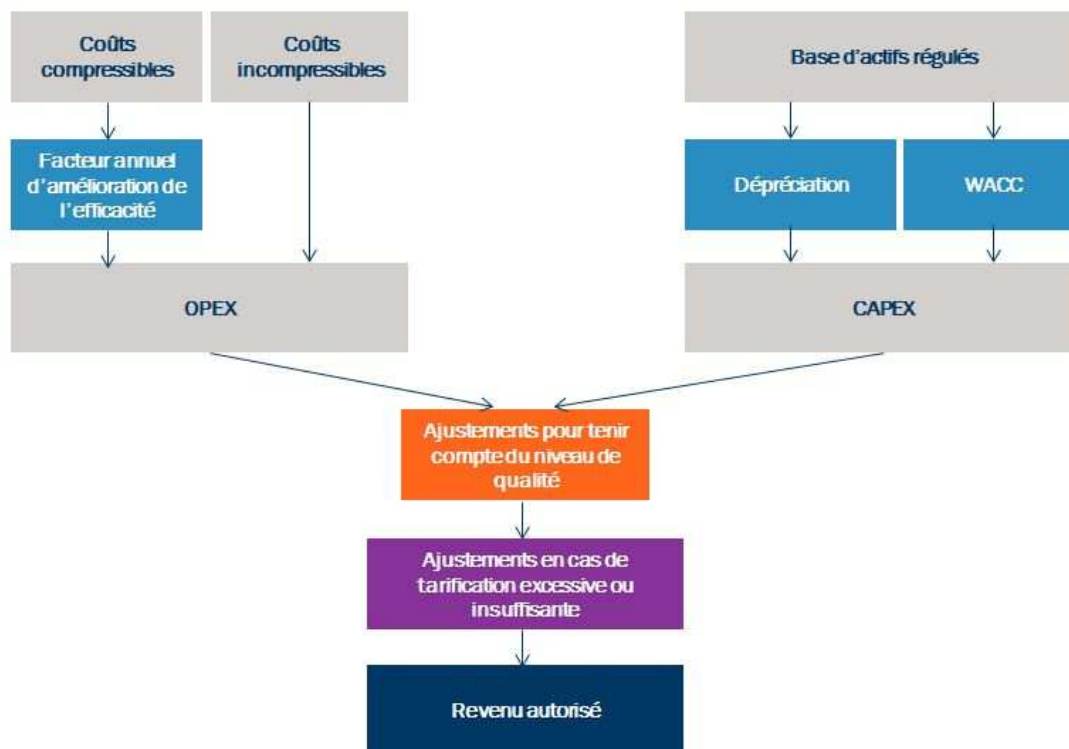 Coûts
compressibles
Coûts
incompressibles
Base d'actifs régulés
Facteur annuel
d'amélioration de
l'efficacité
Dépréciation
WACC
OPEX
CAPEX
Ajustements pour tenir
compte du niveau de
qualité
Ajustements en cas de
tarification excessive ou
insuffisante
Revenu autorisé